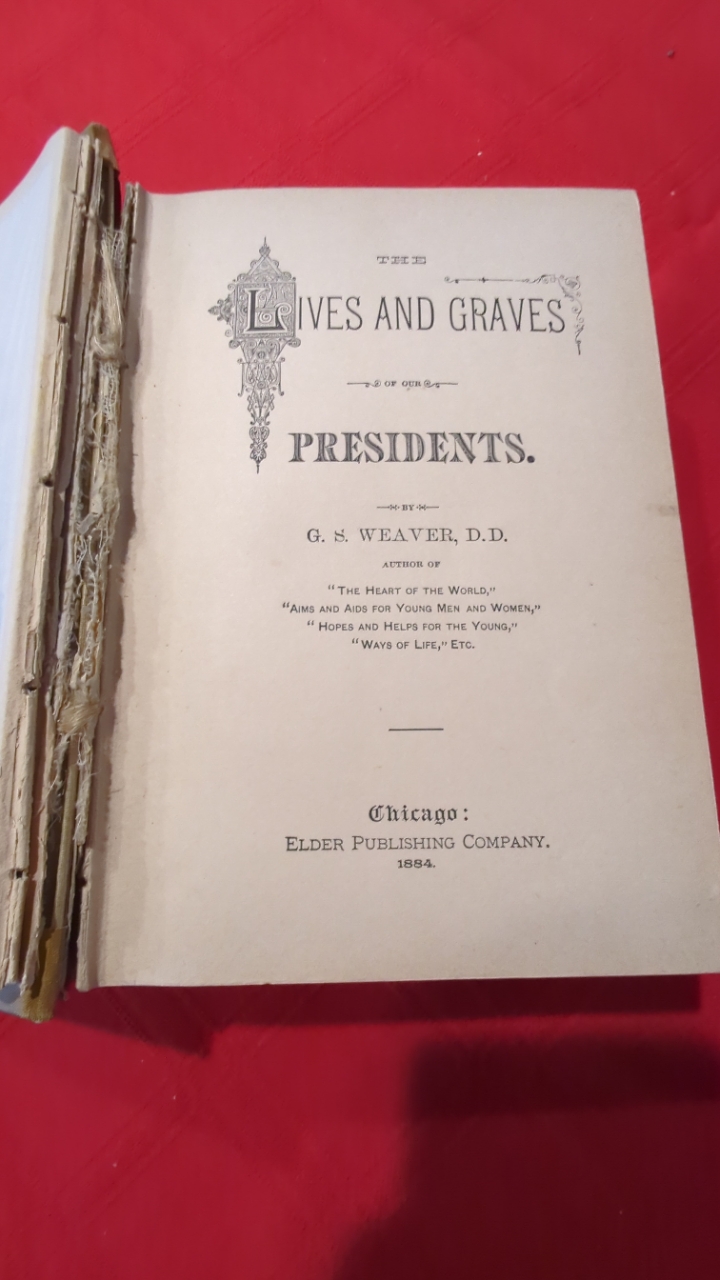 THE
LIVES AND GRAVES
OF OUR
PRESIDENTS.
BY
G. S. WEAVER, D.D.
AUTHOR OF
"THE HEART OF THE WORLD,"
"AIMS AND AIDS FOR YOUNG MEN AND WOMEN,"
"HOPES AND HELPS FOR THE YOUNG,"
"WAYS OF LIFE," ETC.
Chicago:
ELDER PUBLISHING COMPANY.
1884.